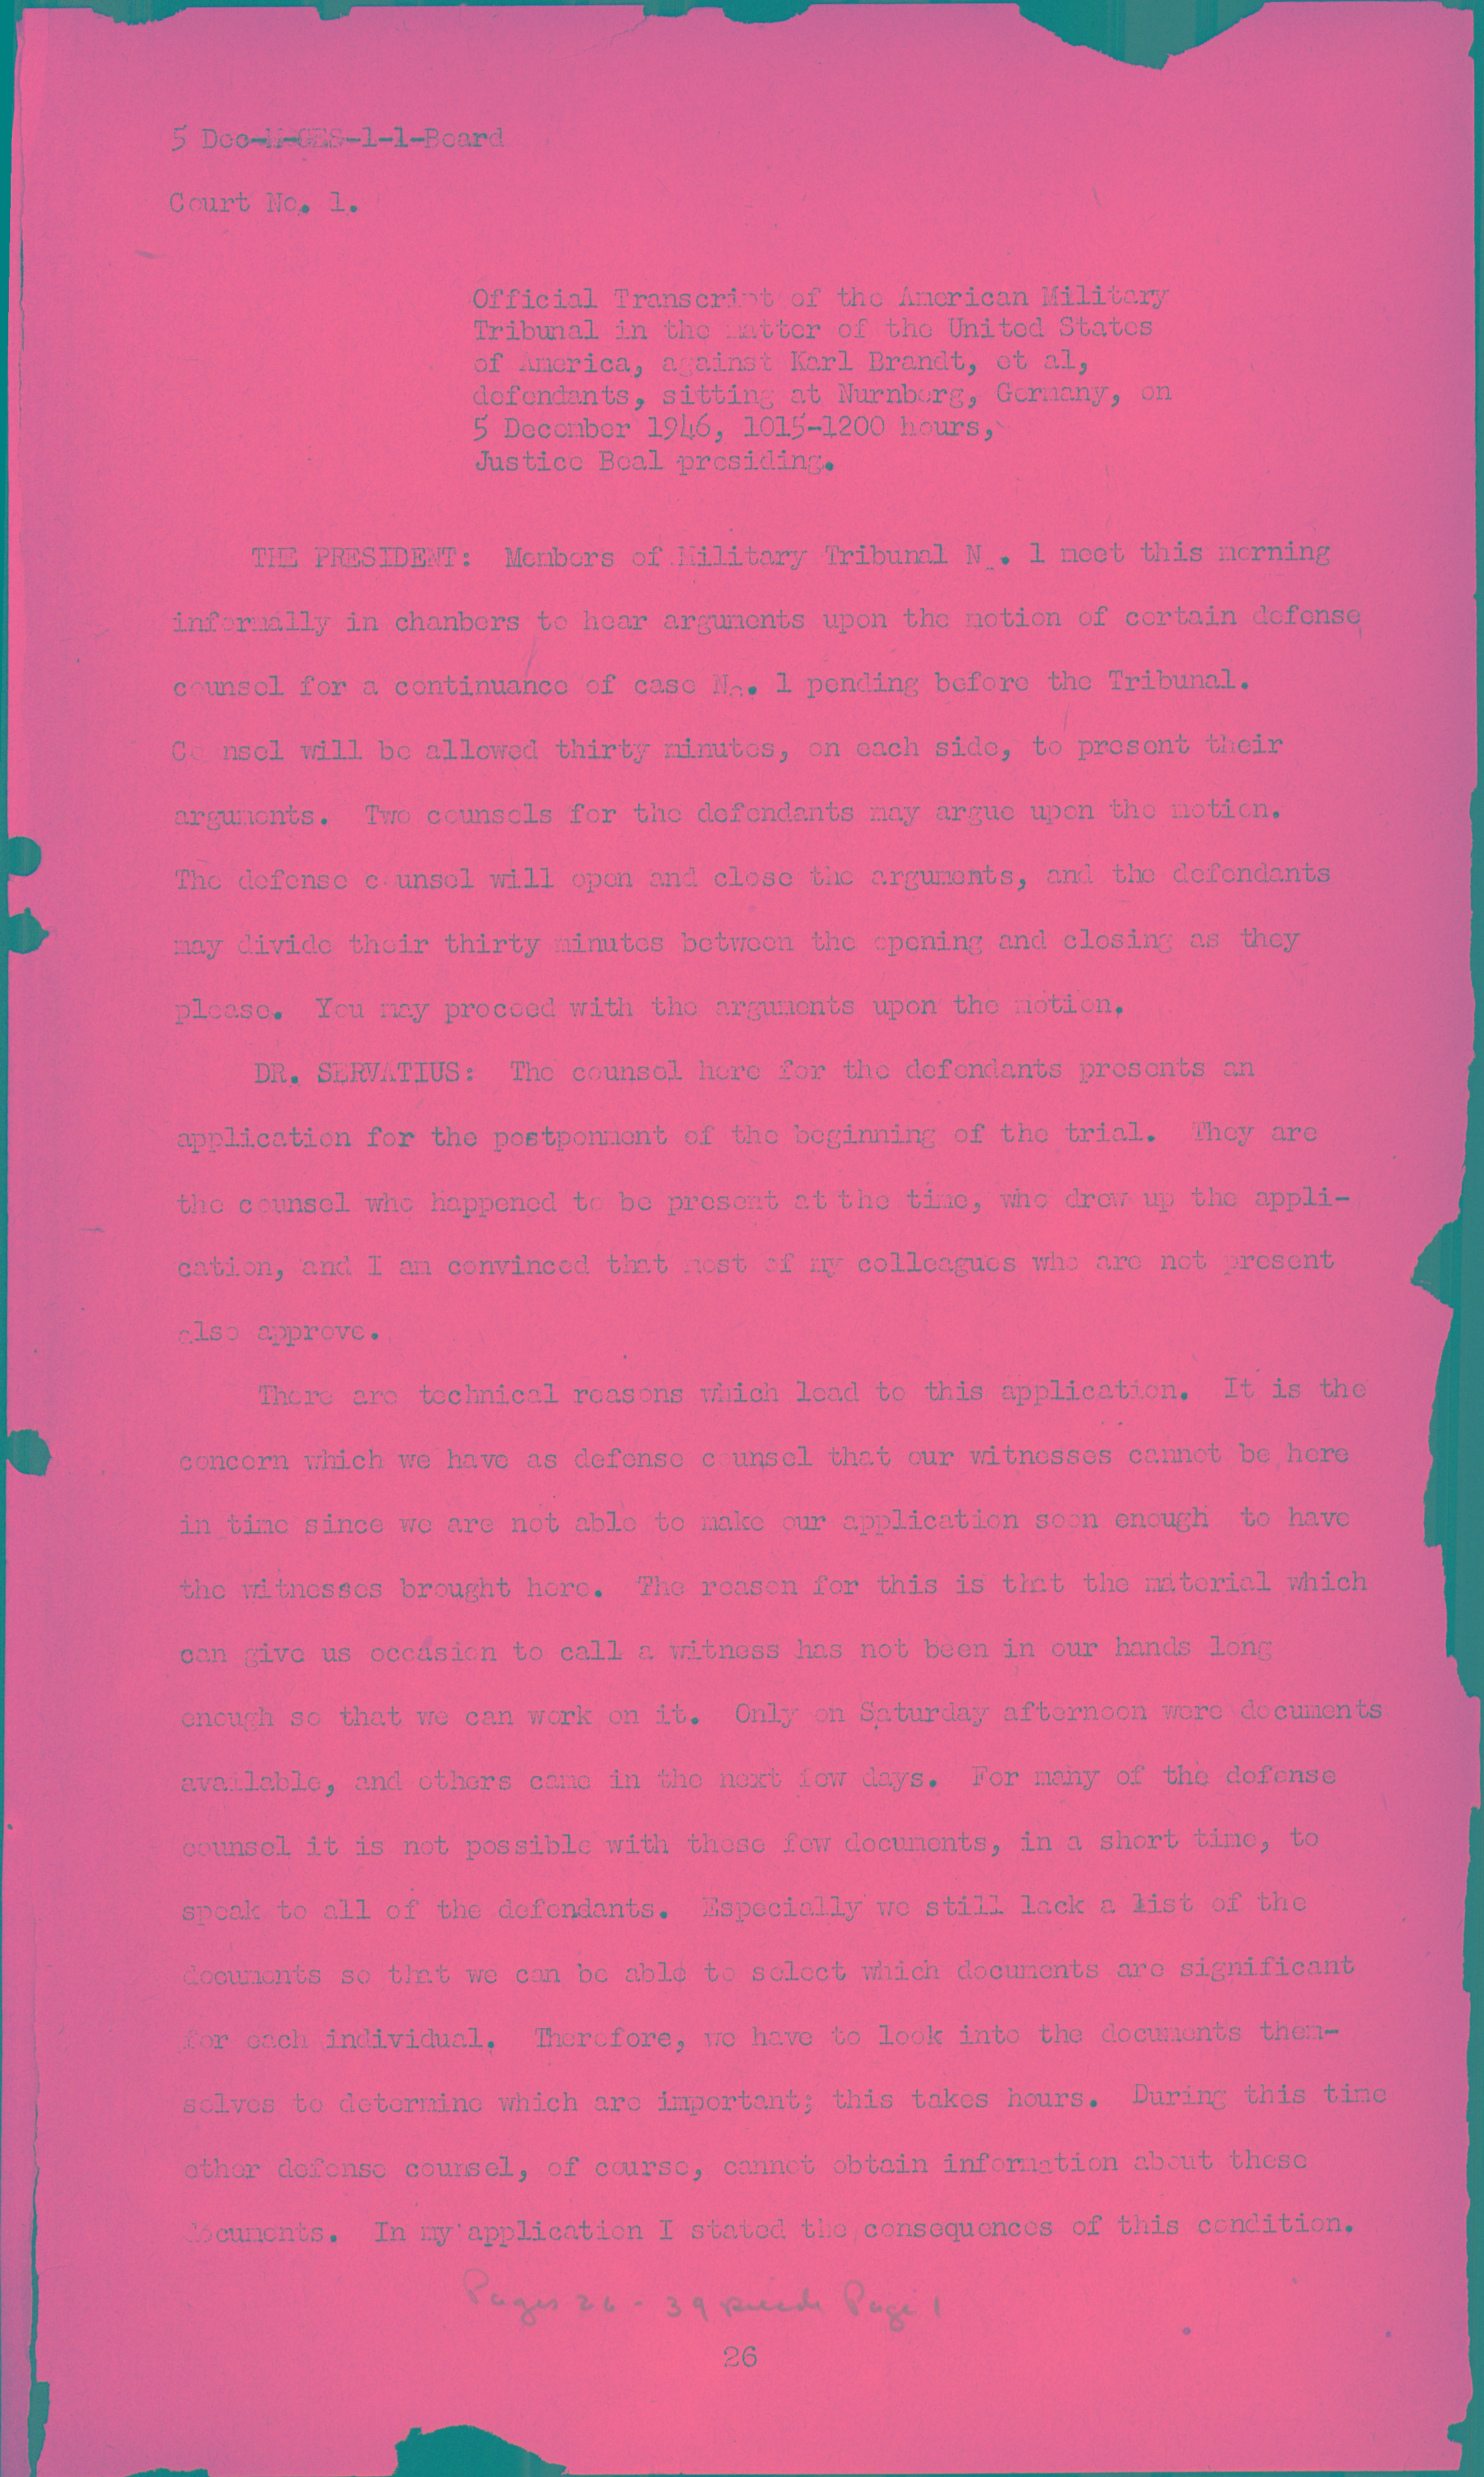 5 Dec-M-GES-1-1-Beard
Court No. 1.
Official Transcript of the American Military
Tribunal in the matter of the United States
of America, against Karl Brandt, et al,
defendants, sitting at Nurnberg, Germany, on
5 December 1946, 1015-1200 hours,
Justice Beal presiding.
THE PRESIDENT: Members of Military Tribunal No. 1 meet this morning
informally in chambers to hear arguments upon the motion of certain defense
counsel for a continuance of case No. 1 pending before the Tribunal.
Counsel will be allowed thirty minutes, on each side, to present their
arguments. Two counsels for the defendants may argue upon the motion.
The defense counsel will open and close the arguments, and the defendants
may divide their thirty minutes between the opening and closing as they
please. You may proceed with the arguments upon the motion.
DR. SERVATIUS: The counsel here for the defendants presents an
application for the postponment of the beginning of the trial. They are
the counsel who happened to be present at the time, who drew up the appli-
cation, and I am convinced that most of my colleagues who are not present
also approve.
There are technical reasons which lead to this application. It is the
concern which we have as defense counsel that our witnesses cannot be here
in time since we are not able to make our application soon enough to have
the witnesses brought here. The reason for this is that the material which
can give us occasion to call a witness has not been in our hands long
enough so that we can work on it. Only on Saturday afternoon were documents
available, and others came in the next few days. For many of the defense
counsel it is not possible with these few documents, in a short time, to
speak to all of the defendants. Especially we still lack a list of the
documents so that we can be able to select which documents are significant
for each individual. Therefore, we have to look into the documents them-
selves to determine which are important; this takes hours. During this time
other defense counsel, of course, cannot obtain information about these
documents. In my application I stated the consequences of this condition.
Pages 26 - 39 precede Page 1
26